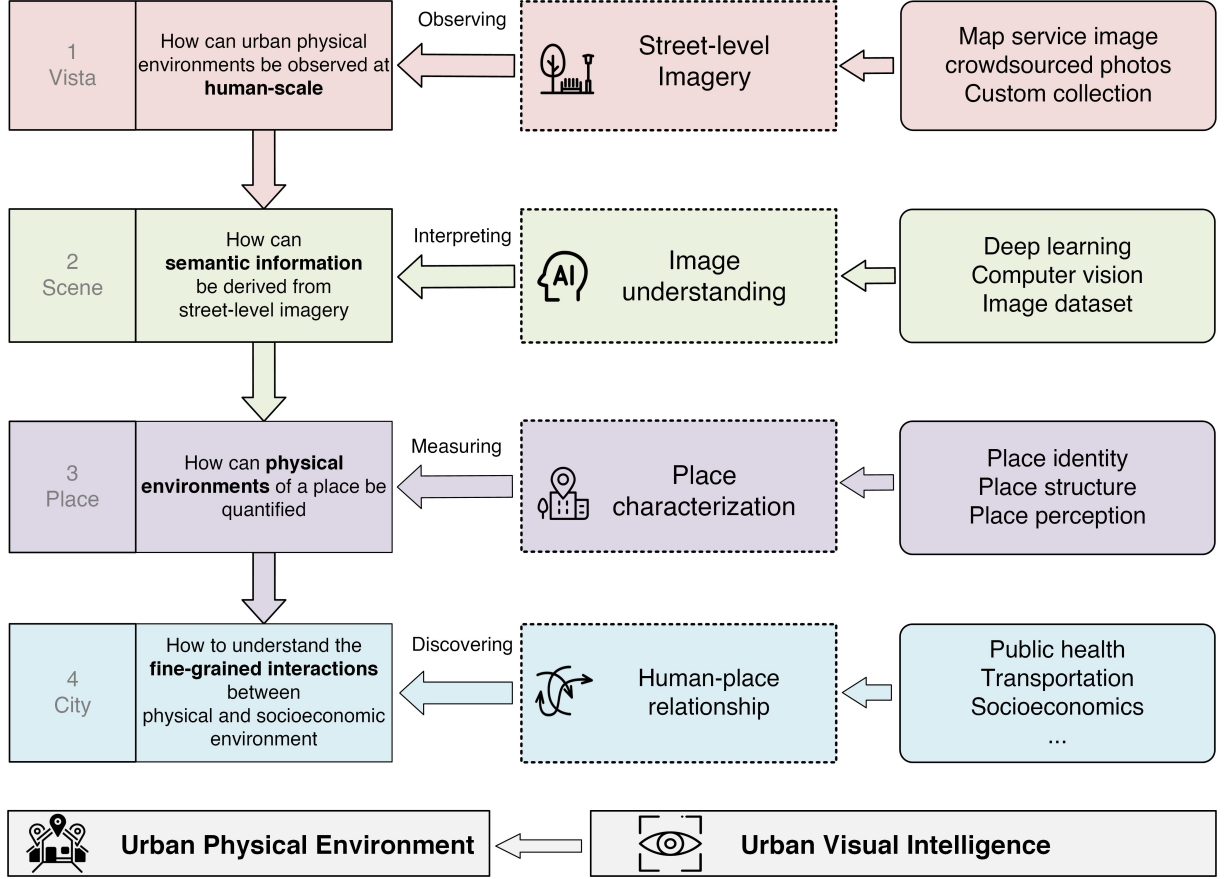 1
Vista
How can urban physical
environments be observed at
human-scale
Observing
Street-level
Imagery
Map service image
crowdsourced photos
Custom collection
2
Scene
How can
semantic information
be derived from
street-level imagery
Interpreting
AI
Image
understanding
Deep learning
Computer vision
Image dataset
3
Place
How can physical
environments of a place be
quantified
Measuring
Place
characterization
Place identity
Place structure
Place perception
4
City
How to understand the
fine-grained interactions
between
physical and socioeconomic
environment
Discovering
Human-place
relationship
Public health
Transportation
Socioeconomics
...
Urban Physical Environment
Urban Visual Intelligence